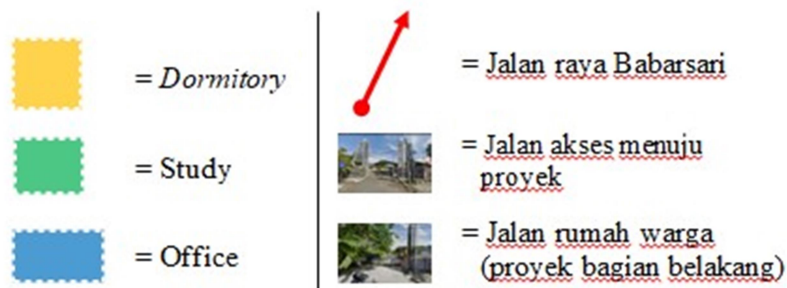 = Dormitory
= Study
= Office
= Jalan raya Babarsari
= Jalan akses menuju
proyek
= Jalan rumah warga
(proyek bagian belakang)